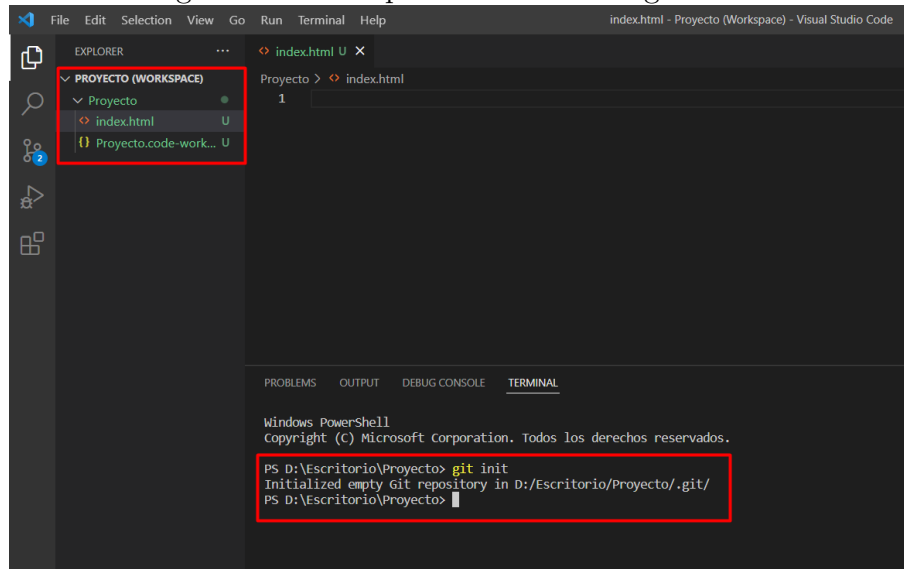 File Edit Selection View Go Run Terminal Help index.html - Proyecto (Workspace) - Visual Studio Code
EXPLORER ...
index.html U ×
PROYECTO (WORKSPACE)
Proyecto > index.html
Proyecto
1
index.html U
{} Proyecto.code-work... U
2
PROBLEMS OUTPUT DEBUG CONSOLE TERMINAL
Windows PowerShell
Copyright (C) Microsoft Corporation. Todos los derechos reservados.
PS D:\Escritorio\Proyecto> git init
Initialized empty Git repository in D:/Escritorio/Proyecto/.git/
PS D:\Escritorio\Proyecto>